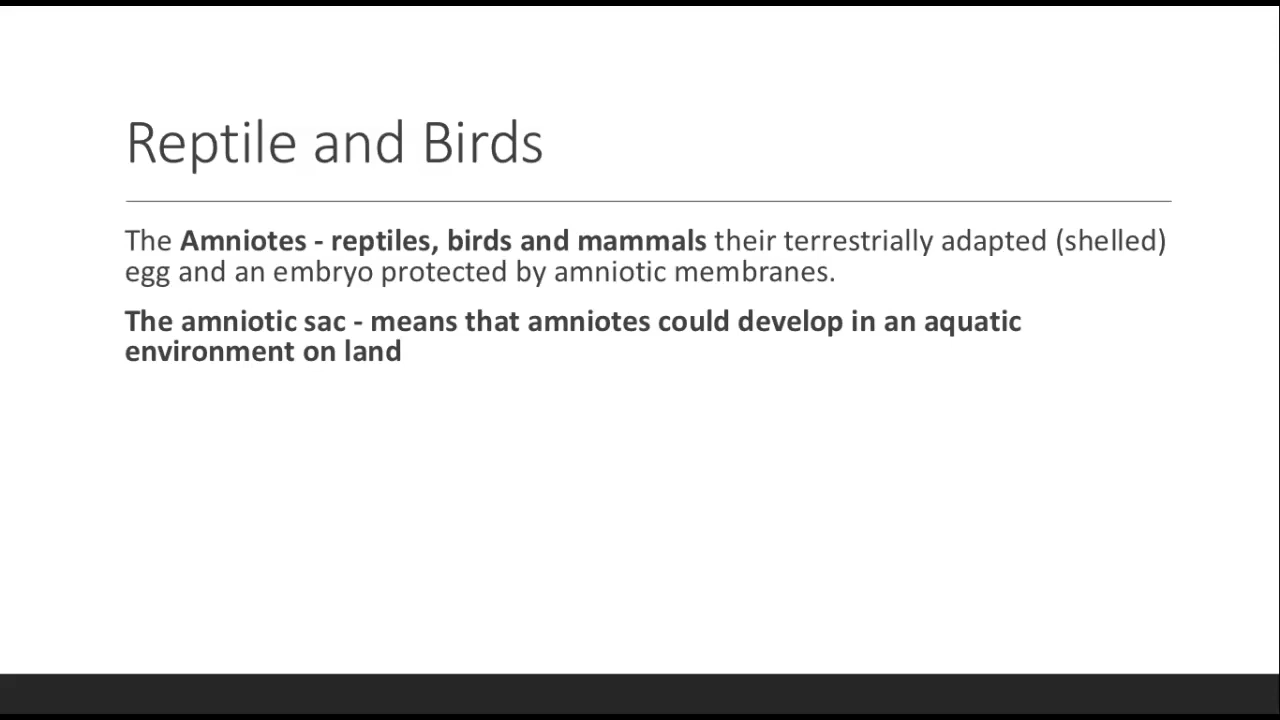 Reptile and Birds
The Amniotes - reptiles, birds and mammals their terrestrially adapted (shelled)
egg and an embryo protected by amniotic membranes.
The amniotic sac - means that amniotes could develop in an aquatic
environment on land